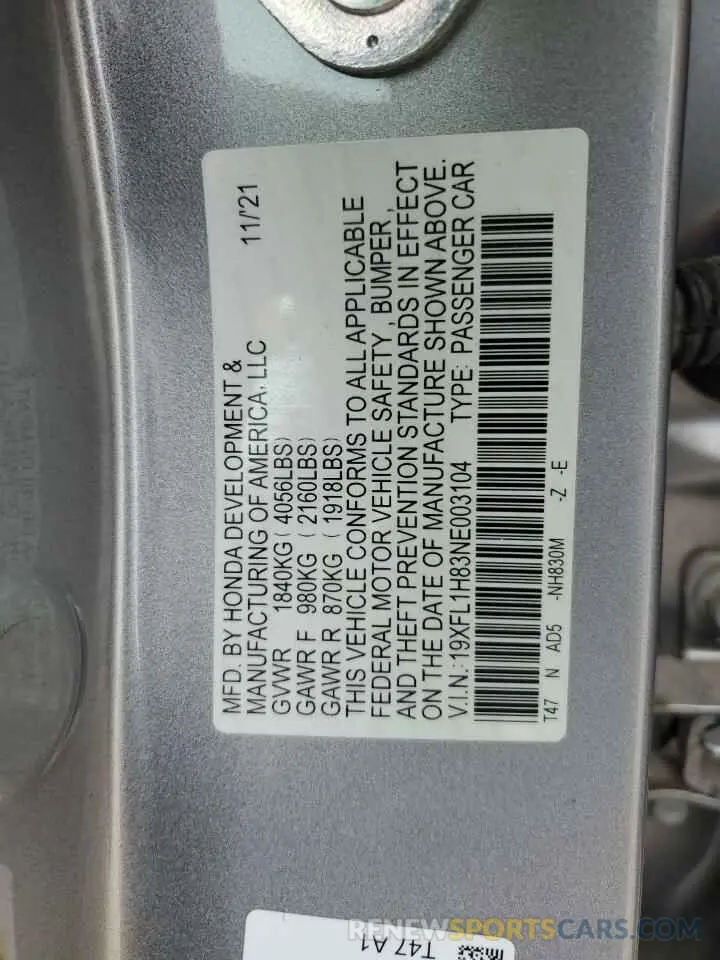 MFD. BY HONDA DEVELOPMENT & 11/'21
MANUFACTURING OF AMERICA, LLC
GVWR 1840KG ( 4056LBS)
GAWR F 980KG ( 2160LBS)
GAWR R 870KG ( 1918LBS)
THIS VEHICLE CONFORMS TO ALL APPLICABLE
FEDERAL MOTOR VEHICLE SAFETY , BUMPER ,
AND THEFT PREVENTION STANDARDS IN EFFECT
ON THE DATE OF MANUFACTURE SHOWN ABOVE.
V.I.N.:19XFL1H83NE003104 TYPE: PASSENGER CAR
T47 N AD5 -NH830M -Z -E
T47 A1
RENEWSPORTSCARS.COM